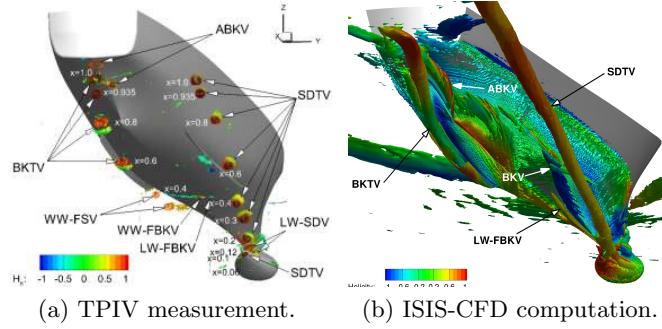 ABKV
Z
X
Y
x=1.0
x=1.0
x=0.935
x=0.935
SDTV
x=0.8
x=0.8
BKTV
x=0.6
x=0.6
x=0.4
x=0.4
WW-FSV
WW-FBKV
x=0.3
LW-SDV
LW-FBKV
x=0.2
x=0.12
x=0.1
x=0.06
SDTV
-1 -0.5 0 0.5 1
(a) TPIV measurement.
SDTV
ABKV
BKTV
BKV
LW-FBKV
(b) ISIS-CFD computation.